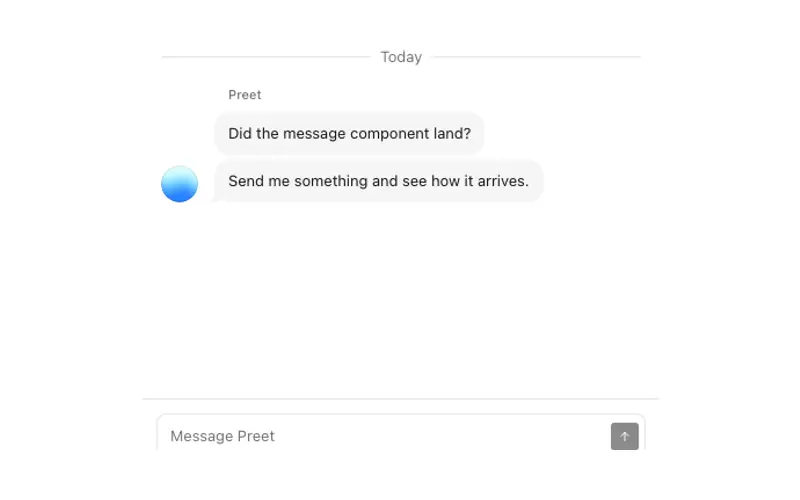 Today
Preet
Did the message component land?
Send me something and see how it arrives.
Message Preet